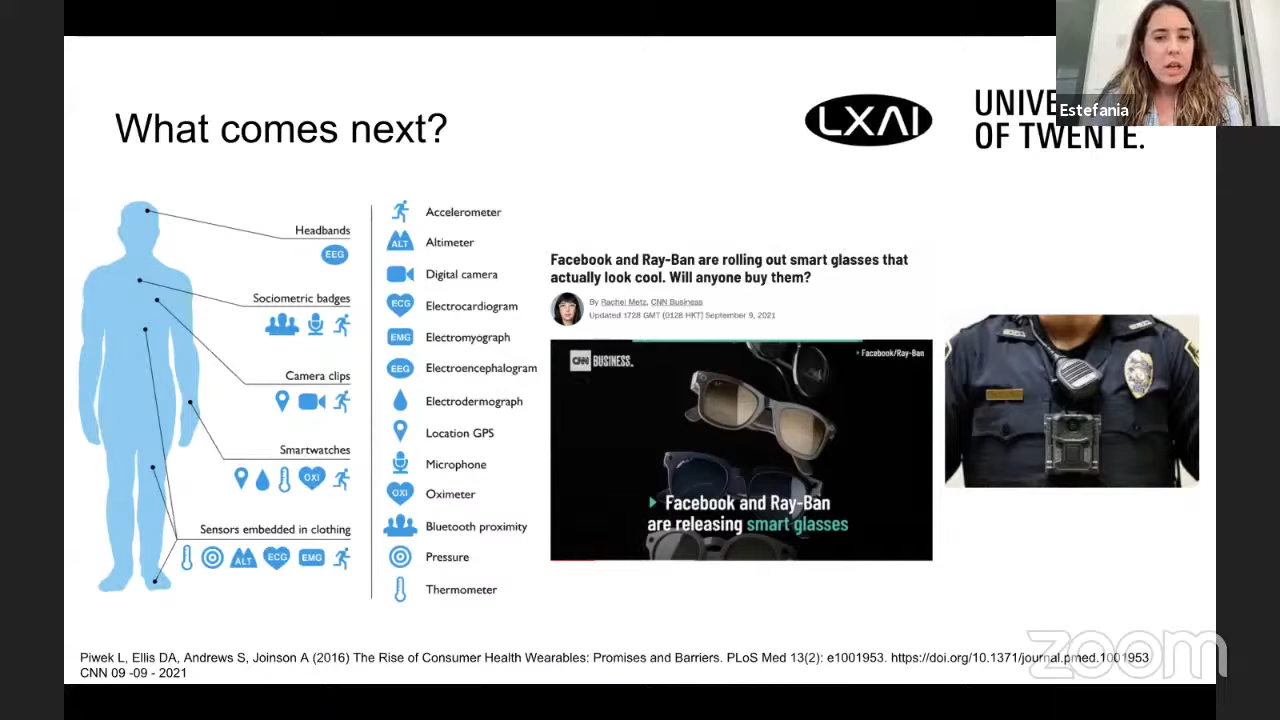 What comes next?
LXAI
UNIVE
OF TWENTE.
Estefania
Headbands
EEG
Sociometric badges
Camera clips
Smartwatches
OXI
Sensors embedded in clothing
ALT
ECG
EMG
Accelerometer
ALT
Altimeter
Digital camera
ECG
Electrocardiogram
EMG
Electromyograph
EEG
Electroencephalogram
Electrodermograph
Location GPS
Microphone
OXI
Oximeter
Bluetooth proximity
Pressure
Thermometer
Facebook and Ray-Ban are rolling out smart glasses that
actually look cool. Will anyone buy them?
By Rachel Metz, CNN Business
Updated 1728 GMT (0128 HKT) September 9, 2021
CNN BUSINESS
Facebook/Ray-Ban
Facebook and Ray-Ban
are releasing smart glasses
Piwek L, Ellis DA, Andrews S, Joinson A (2016) The Rise of Consumer Health Wearables: Promises and Barriers. PLoS Med 13(2): e1001953. https://doi.org/10.1371/journal.pmed.1001953
CNN 09 -09 - 2021
zoom